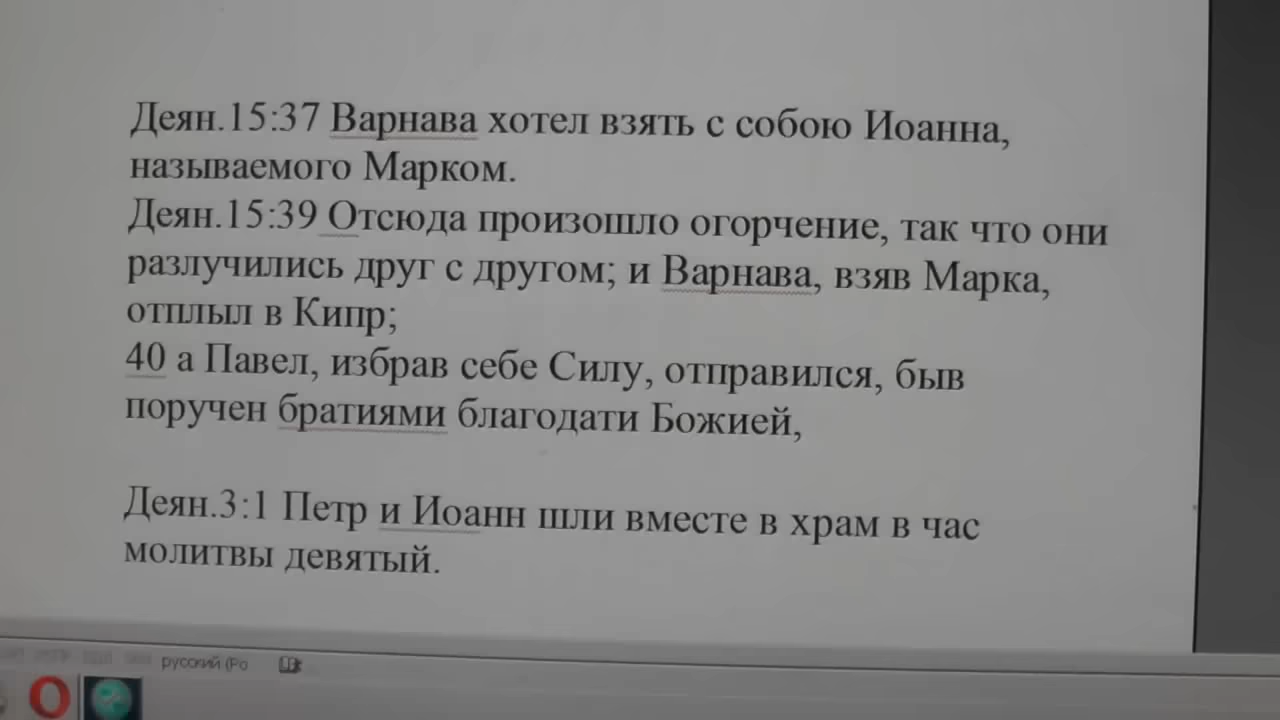 Деян.15:37 Варнава хотел взять с собою Иоанна,
называемого Марком.
Деян.15:39 Отсюда произошло огорчение, так что они
разлучились друг с другом; и Варнава, взяв Марка,
отплыл в Кипр;
40 а Павел, избрав себе Силу, отправился, быв
поручен братиями благодати Божией,
Деян.3:1 Петр и Иоанн шли вместе в храм в час
молитвы девятый.
русский (Ро